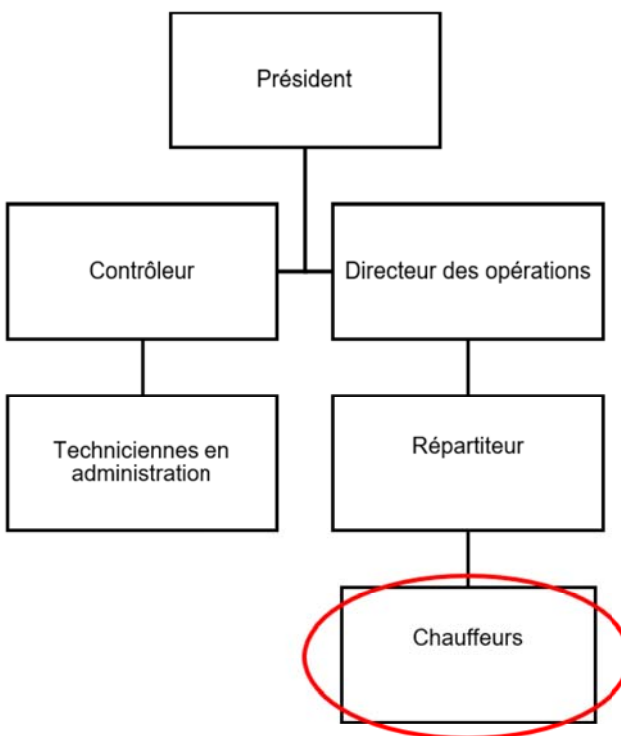 Président
Contrôleur
Directeur des opérations
Techniciennes en
administration
Répartiteur
Chauffeurs